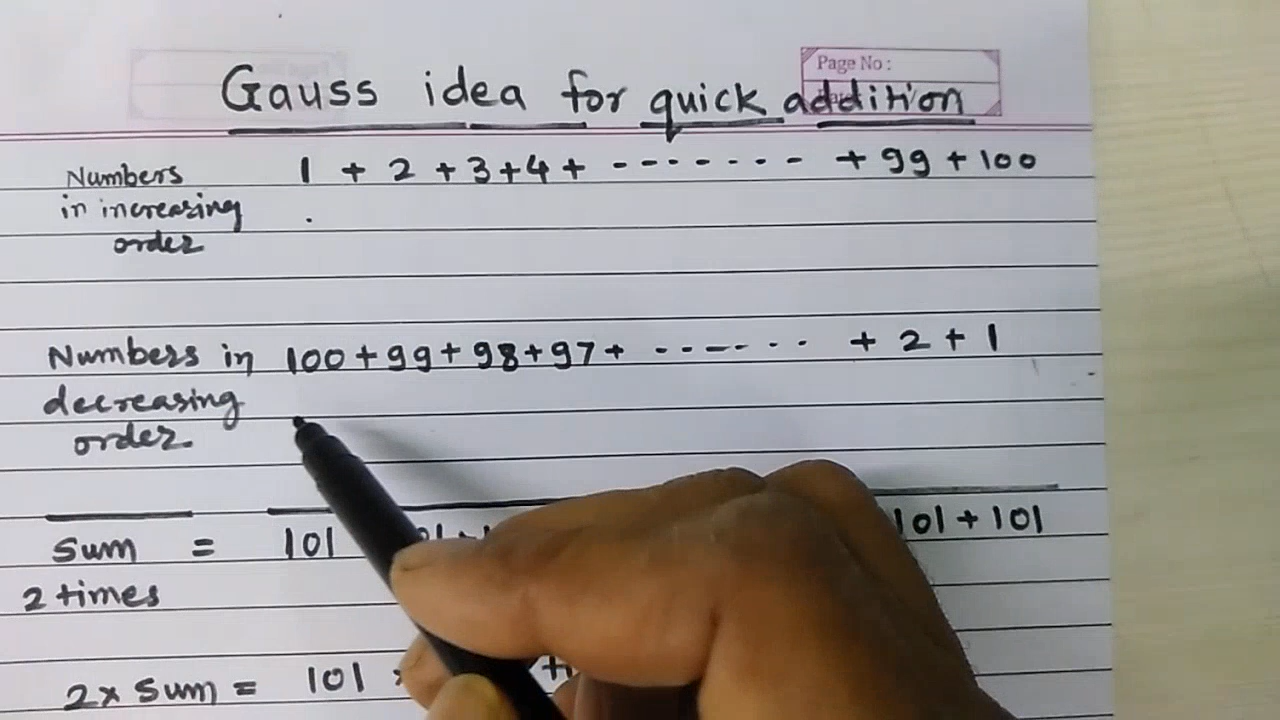 Page No :
Gauss idea for quick addition
Numbers in increasing order 1 + 2 + 3 + 4 + ------- + 99 + 100
Numbers in decreasing order. 100 + 99 + 98 + 97 + ------- + 2 + 1
Sum 2 times = 101 101 + 101
2 x Sum = 101